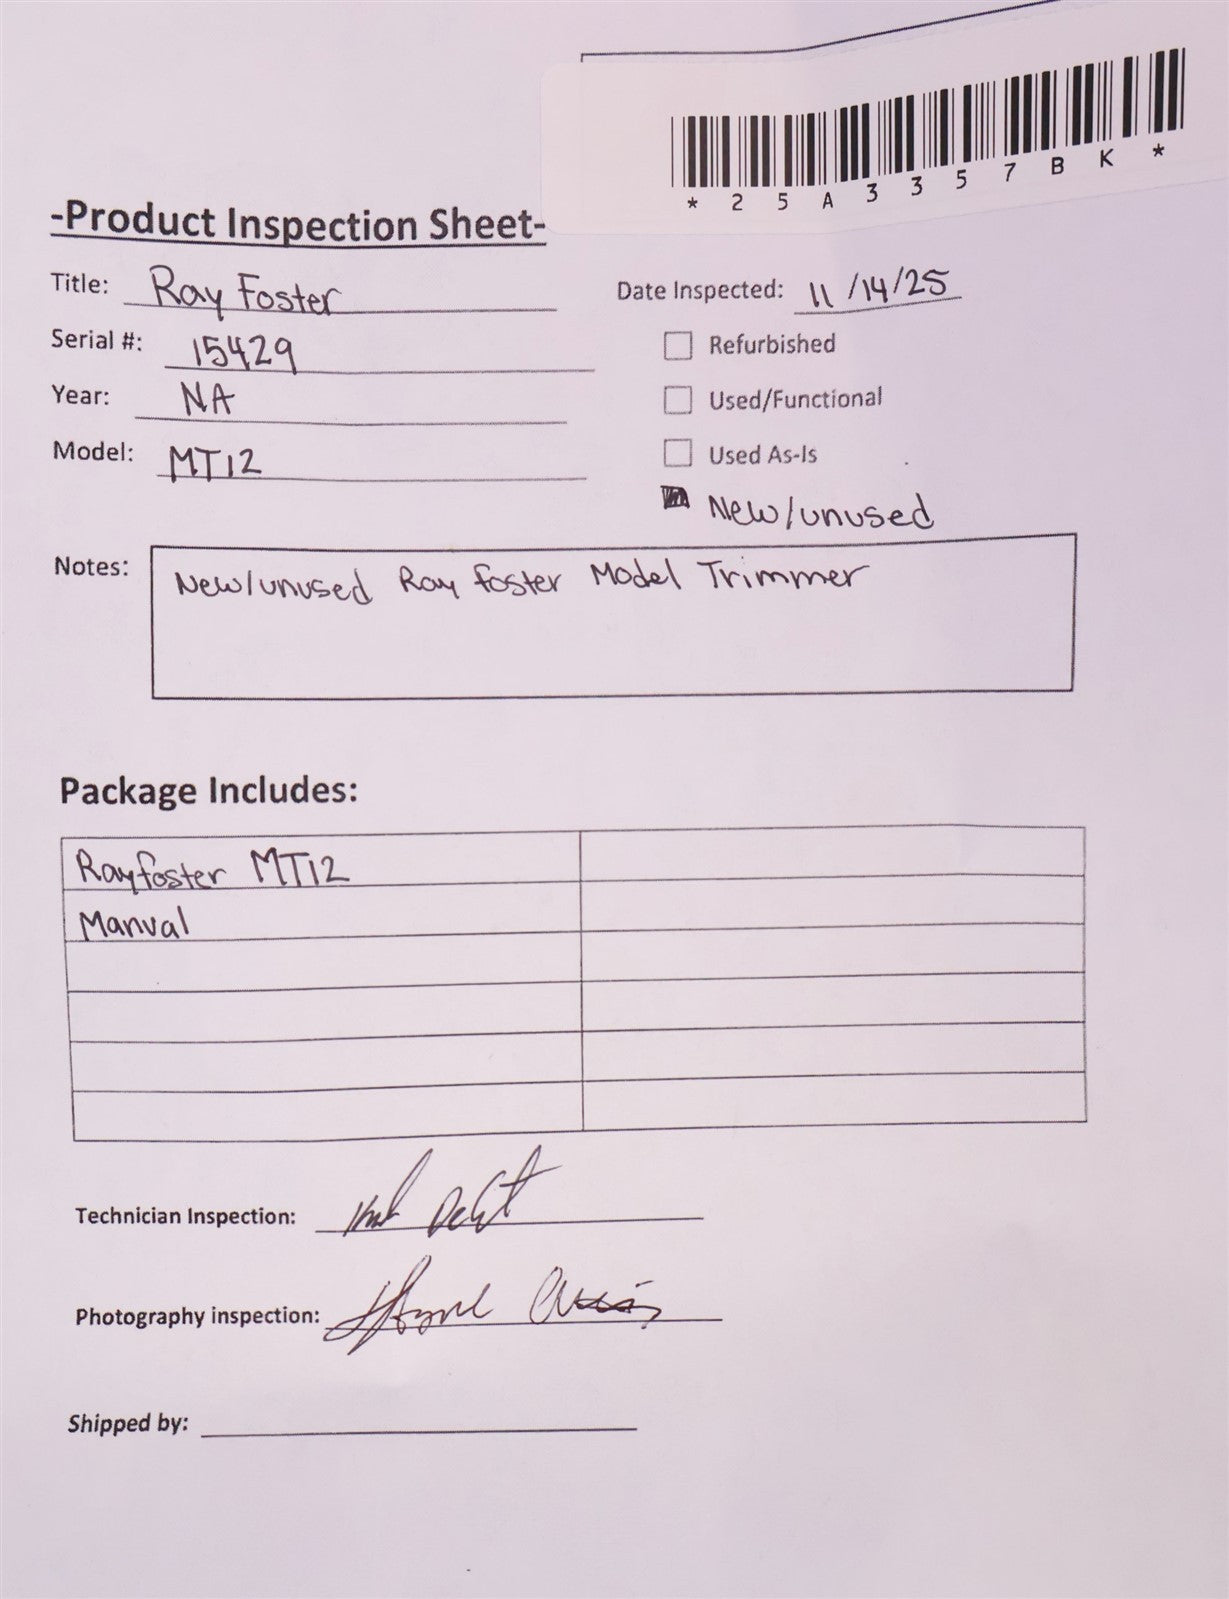 *25A3357BK*
-Product Inspection Sheet-
Title: Ray Foster
Date Inspected: 11/14/25
Serial #: 15429
Refurbished
Year: NA
Used/Functional
Model: MT12
Used As-Is
New/unused
Notes: New/unused Ray foster Model Trimmer
Package Includes:
Rayfoster MT12
Manual
Technician Inspection:
Photography inspection:
Shipped by: